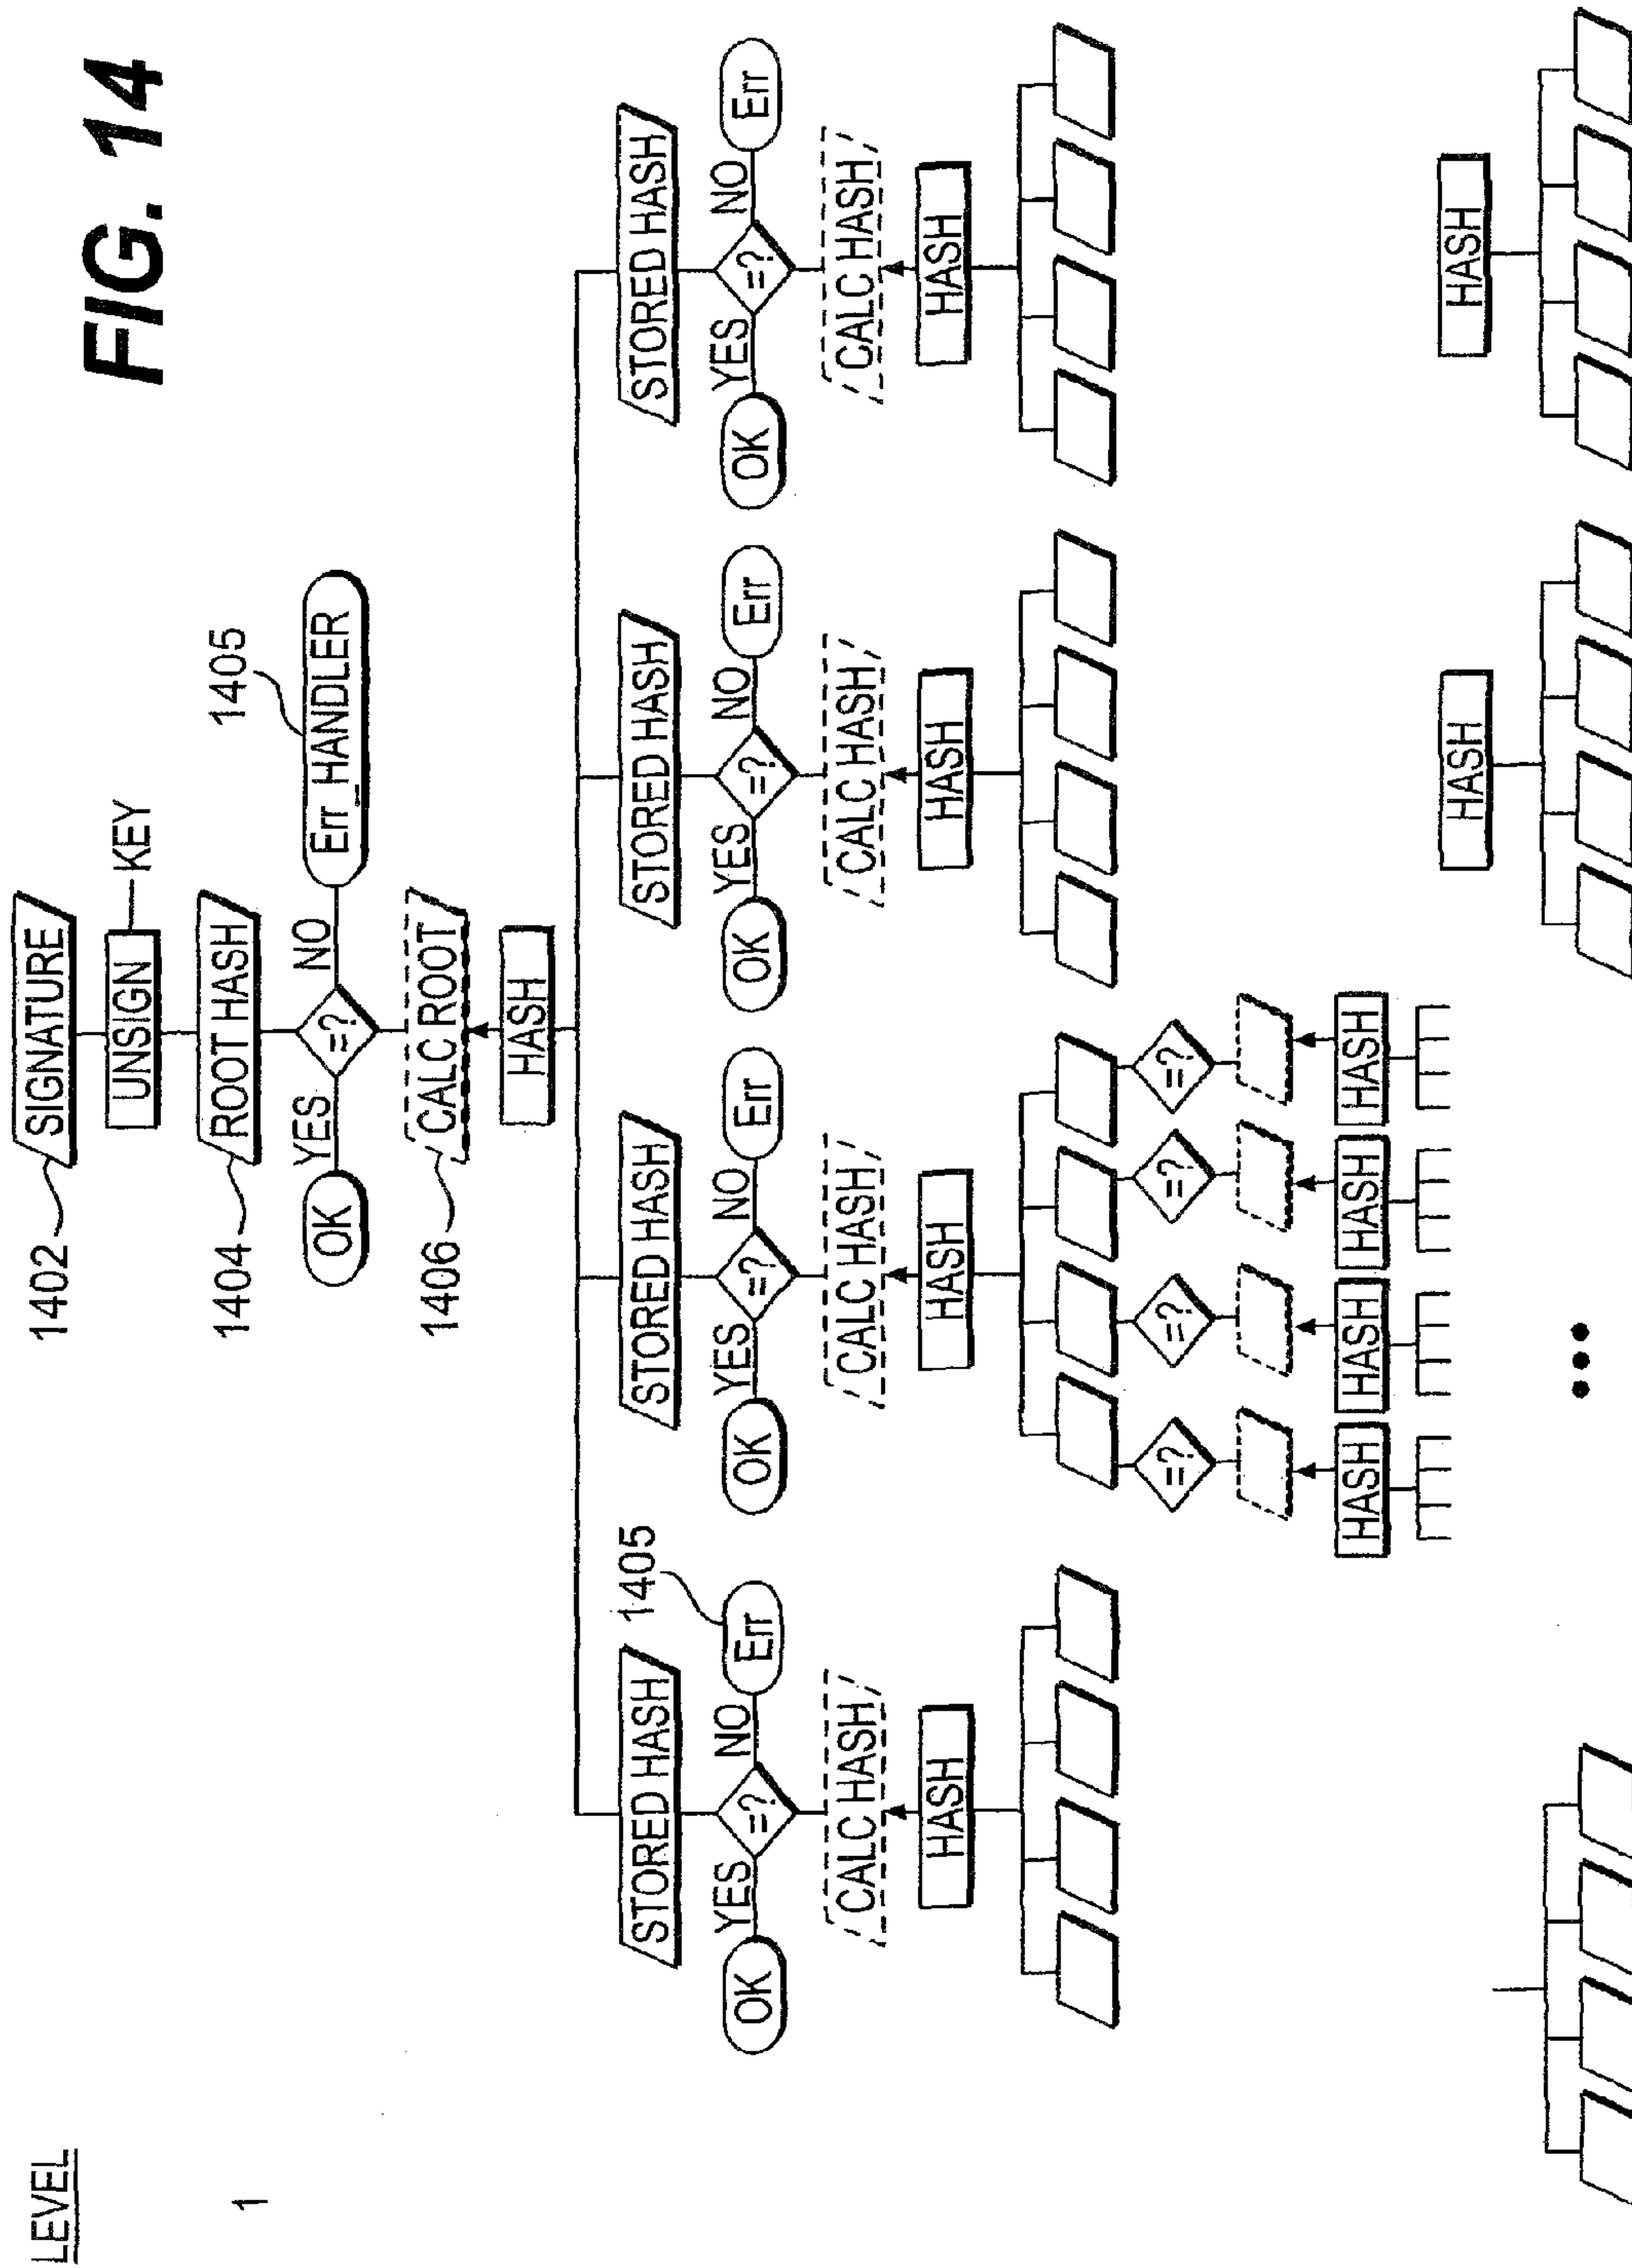 LEVEL
FIG. 14
1402 SIGNATURE
UNSIGN KEY
1
1404 ROOT HASH
1405
YES NO
OK =? Err_HANDLER
1406 CALC ROOT
HASH
STORED HASH 1405 STORED HASH STORED HASH STORED HASH
YES NO YES NO YES NO YES NO
OK =? Err OK =? Err OK =? Err OK =? Err
CALC HASH CALC HASH CALC HASH CALC HASH
HASH HASH HASH HASH
=? =? =? =?
HASH HASH HASH HASH
HASH HASH